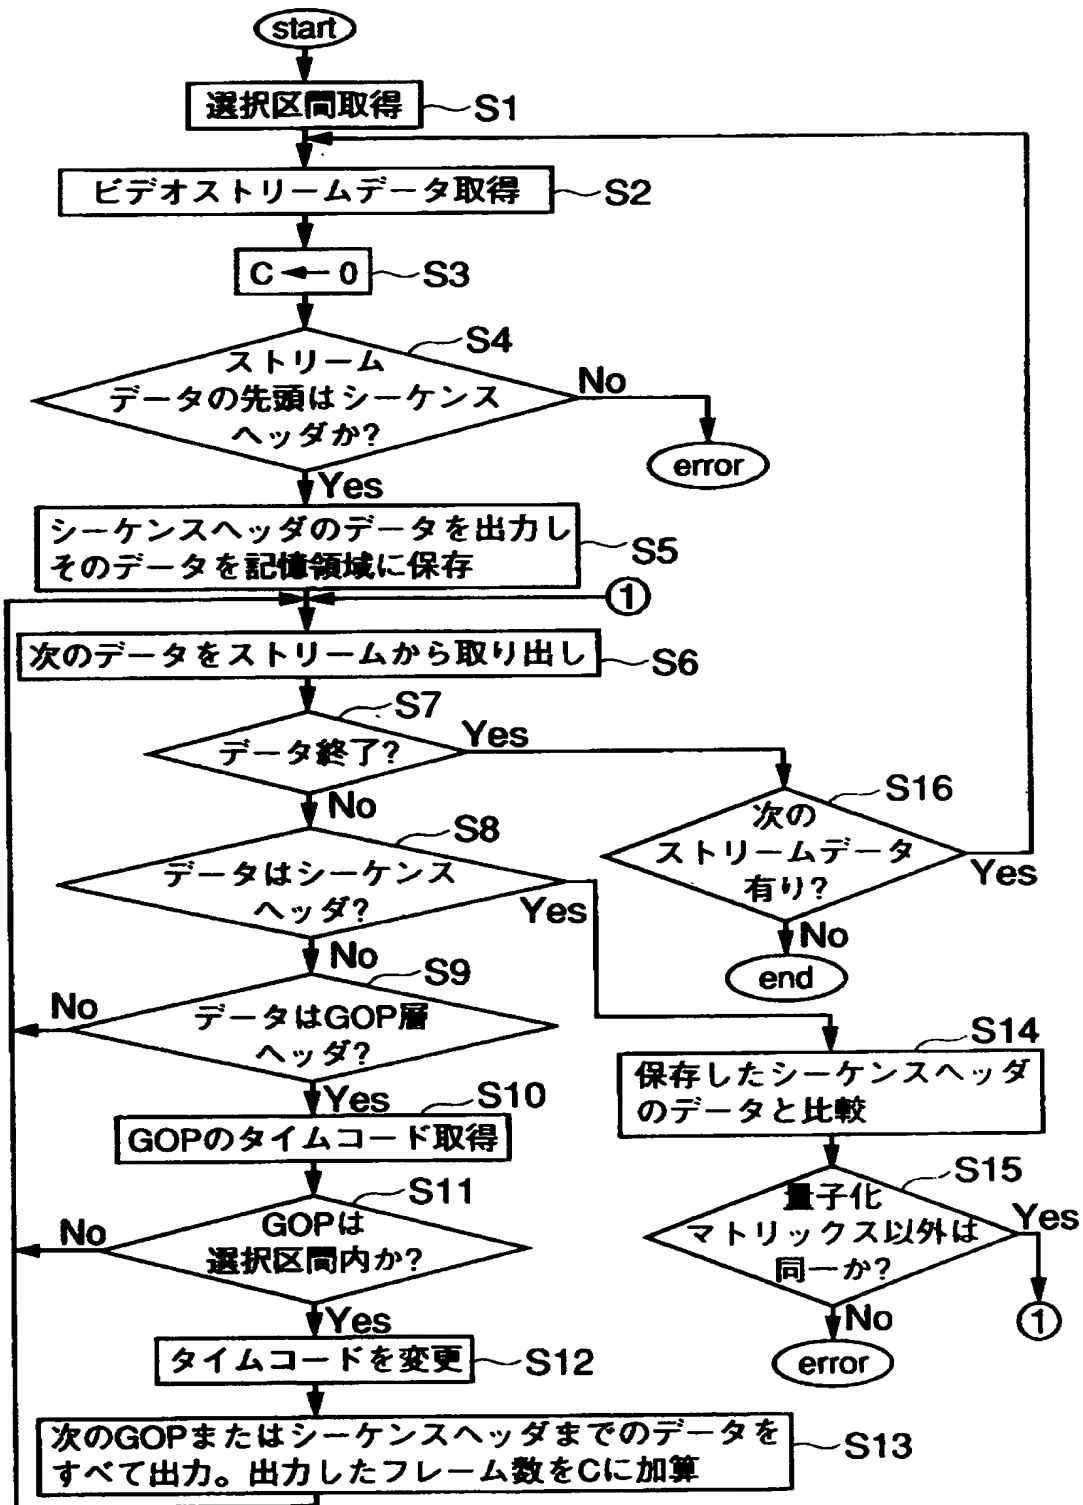 start
選択区間取得
S1
ビデオストリームデータ取得
S2
C ← 0
S3
S4
ストリーム
データの先頭はシーケンス
ヘッダか?
No
error
Yes
シーケンスヘッダのデータを出力し
そのデータを記憶領域に保存
S5
1
次のデータをストリームから取り出し
S6
S7
データ終了?
Yes
No
S16
次の
ストリームデータ
有り?
Yes
No
end
S8
データはシーケンス
ヘッダ?
Yes
No
S9
データはGOP層
ヘッダ?
No
Yes
S10
GOPのタイムコード取得
S14
保存したシーケンスヘッダ
のデータと比較
S15
量子化
マトリックス以外は
同一か?
Yes
1
No
error
S11
GOPは
選択区間内か?
No
Yes
タイムコードを変更
S12
次のGOPまたはシーケンスヘッダまでのデータを
すべて出力。出力したフレーム数をCに加算
S13